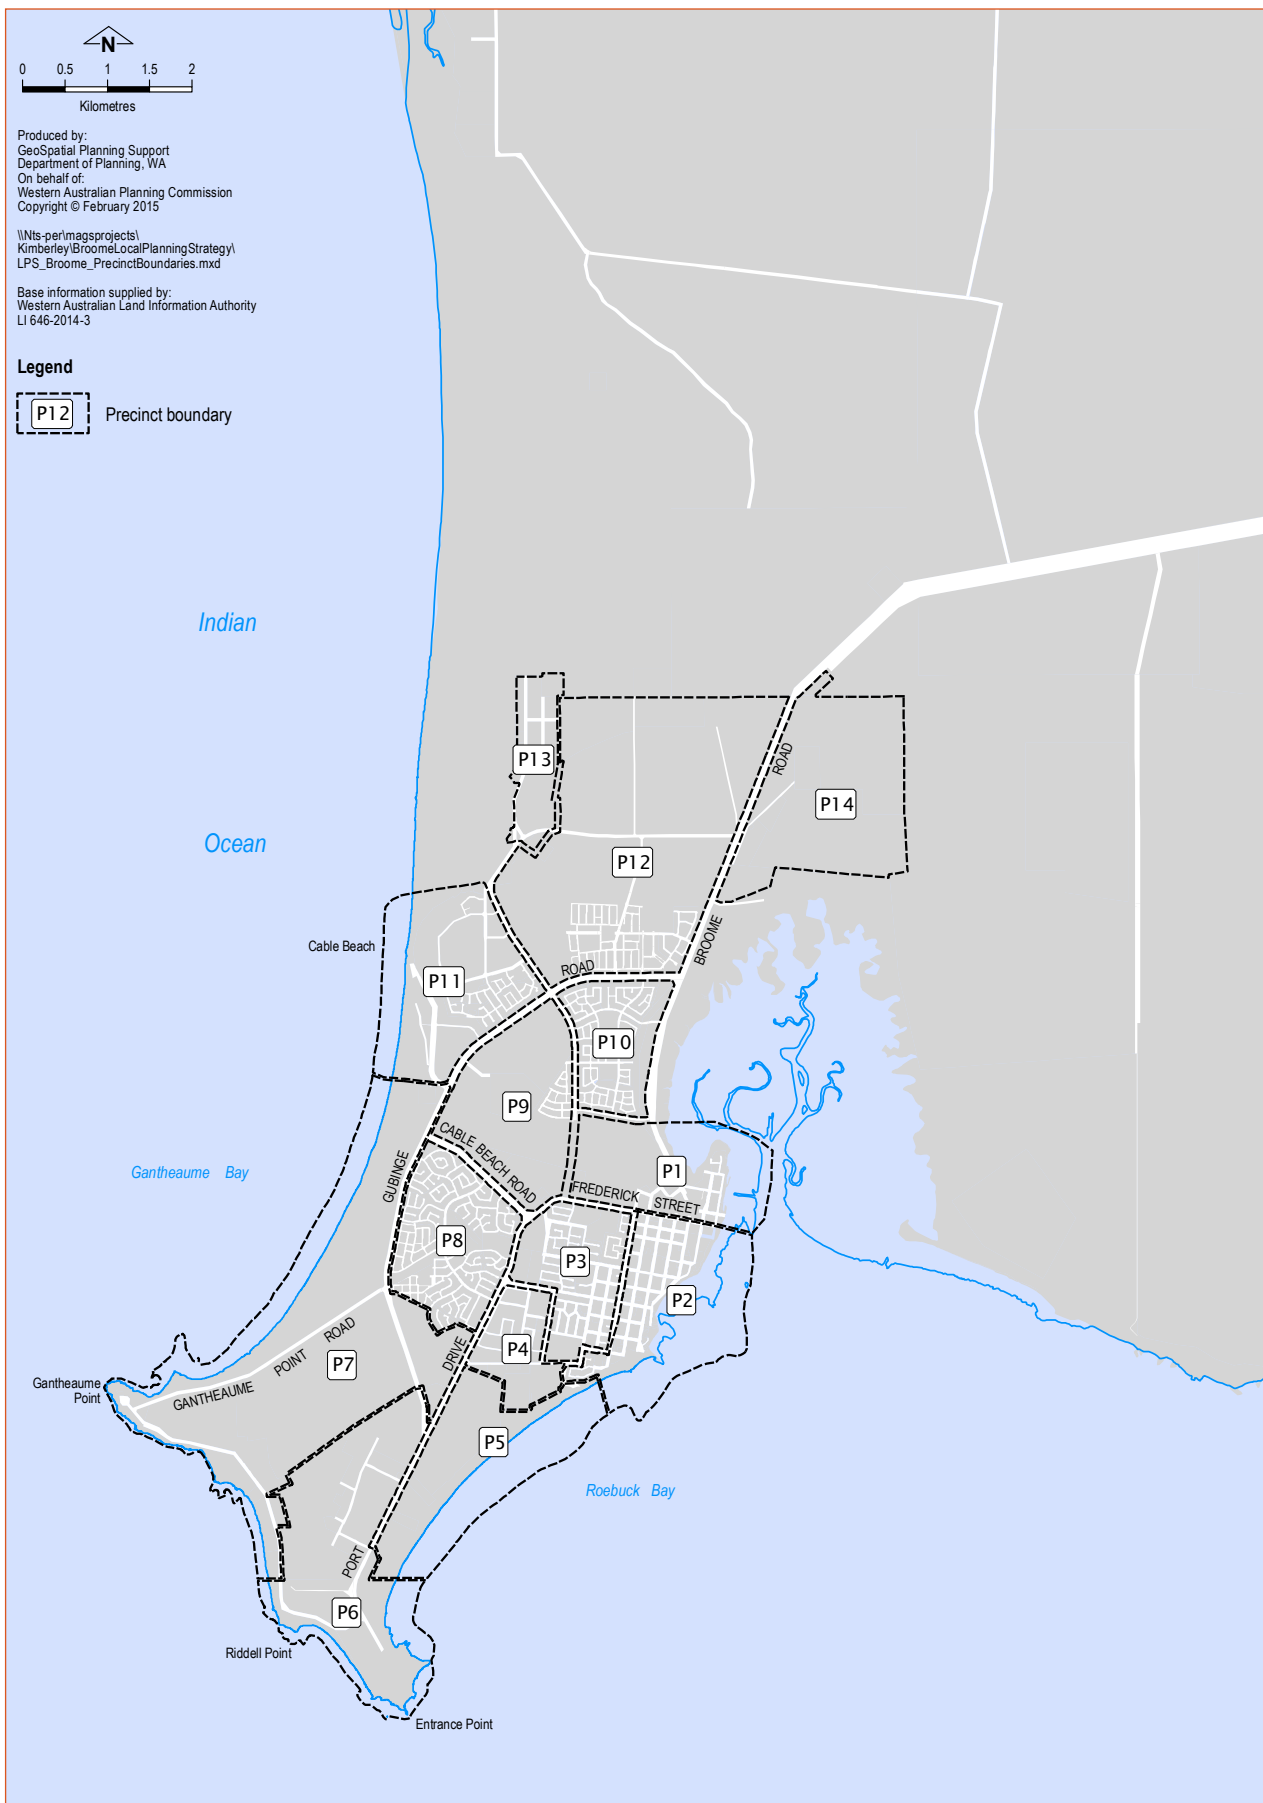 N
0 0.5 1 1.5 2
Kilometres
Produced by:
GeoSpatial Planning Support
Department of Planning, WA
On behalf of:
Western Australian Planning Commission
Copyright © February 2015
\\Nts-per\magsprojects\
Kimberley\BroomeLocalPlanningStrategy\
LPS_Broome_PrecinctBoundaries.mxd
Base information supplied by:
Western Australian Land Information Authority
LI 646-2014-3
Legend
P12 Precinct boundary
Indian
Ocean
P13
ROAD
P14
P12
Cable Beach
BROOME
ROAD
P11
P10
P9
CABLE BEACH ROAD
Gantheaume Bay
GUBINGE
P1
FREDERICK STREET
P8
P3
P2
GANTHEAUME POINT ROAD
P7
DRIVE
P4
Gantheaume
Point
P5
Roebuck Bay
PORT
P6
Riddell Point
Entrance Point